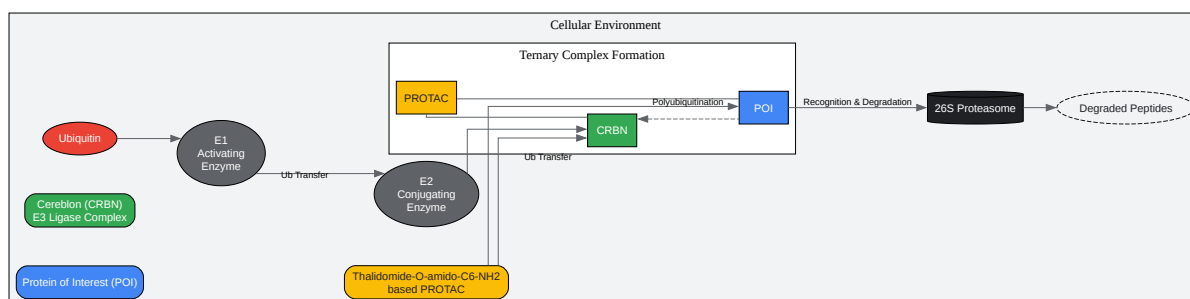 Cellular Environment
Ternary Complex Formation
PROTAC
Polyubiquitination
POI
Recognition & Degradation
26S Proteasome
Degraded Peptides
Ubiquitin
E1
Activating
Enzyme
CRBN
Ub Transfer
Ub Transfer
E2
Conjugating
Enzyme
Cereblon (CRBN)
E3 Ligase Complex
Protein of Interest (POI)
Thalidomide-O-amido-C6-NH2
based PROTAC